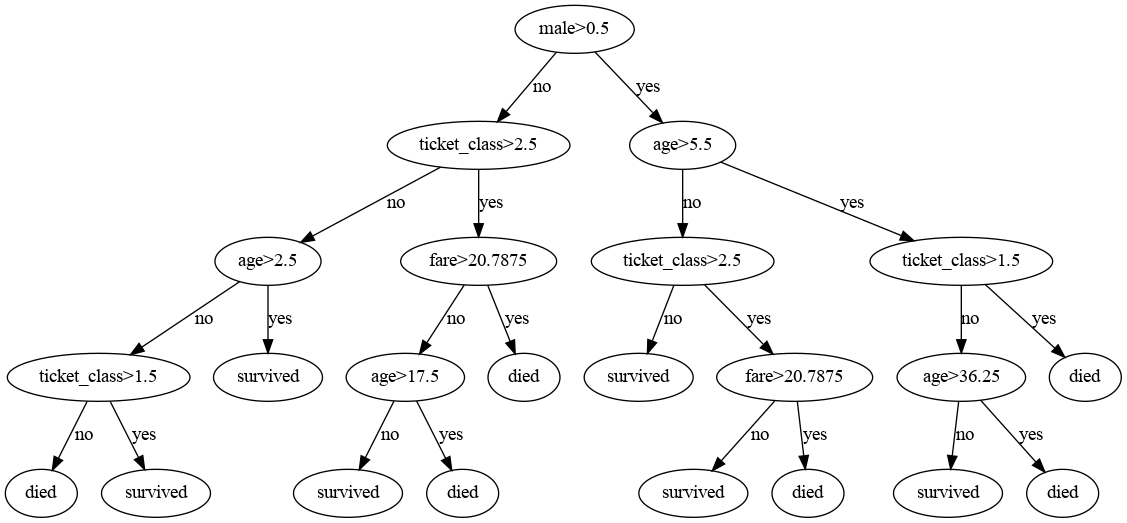 male>0.5
no
yes
ticket_class>2.5
age>5.5
no
yes
no
yes
age>2.5
fare>20.7875
ticket_class>2.5
ticket_class>1.5
no
yes
no
yes
no
yes
no
yes
ticket_class>1.5
survived
age>17.5
died
survived
fare>20.7875
age>36.25
died
no
yes
no
yes
no
yes
no
yes
died
survived
survived
died
survived
died
survived
died